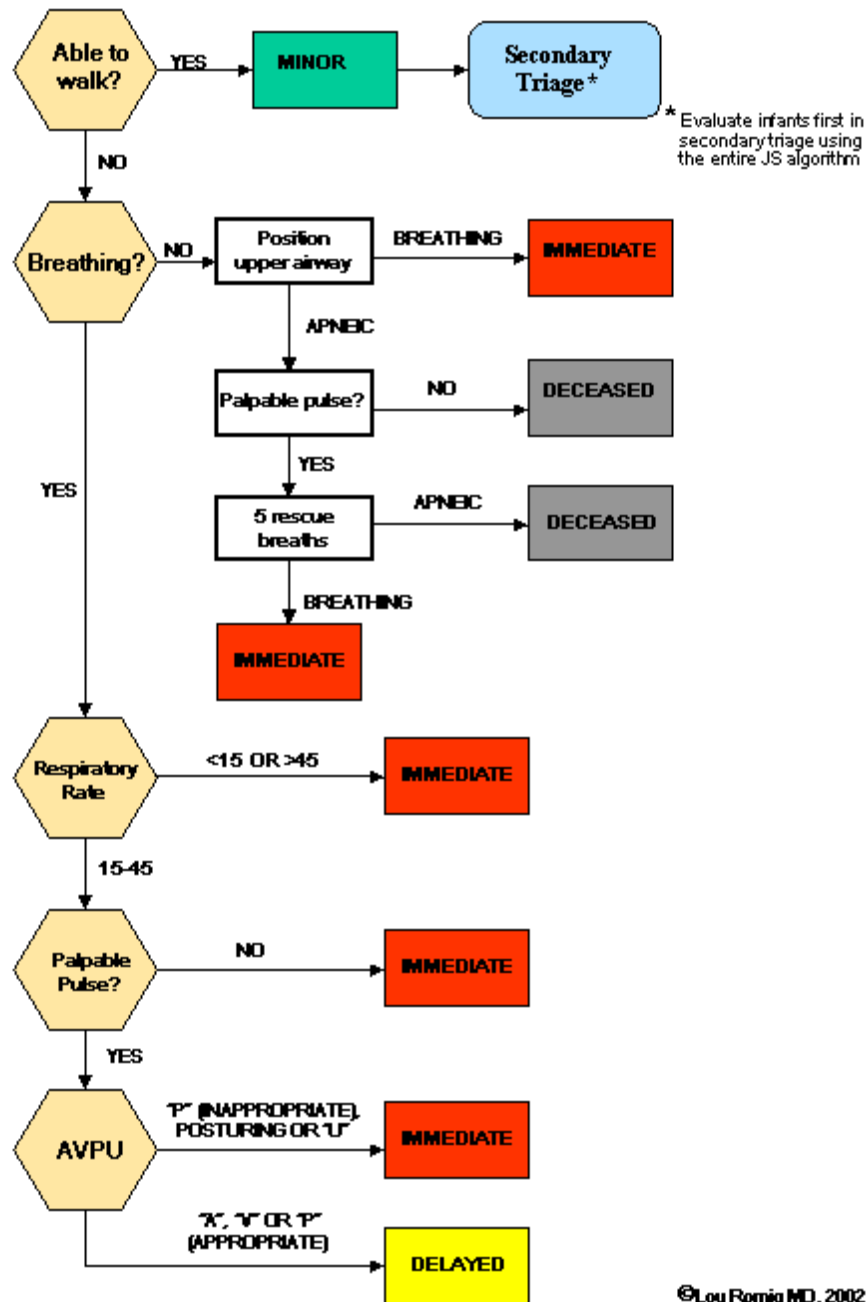 Able to
walk?
YES
MINOR
Secondary
Triage*
* Evaluate infants first in
secondary triage using
the entire JS algorithm
NO
Breathing?
NO
Position
upper airway
BREATHING
IMMEDIATE
APNEIC
Palpable pulse?
NO
DECEASED
YES
YES
5 rescue
breaths
APNEIC
DECEASED
BREATHING
IMMEDIATE
Respiratory
Rate
<15 OR >45
IMMEDIATE
15-45
Palpable
Pulse?
NO
IMMEDIATE
YES
AVPU
"P" (INAPPROPRIATE),
POSTURING OR "U"
IMMEDIATE
"A", "V" OR "P"
(APPROPRIATE)
DELAYED
©Lou Romig MD, 2002